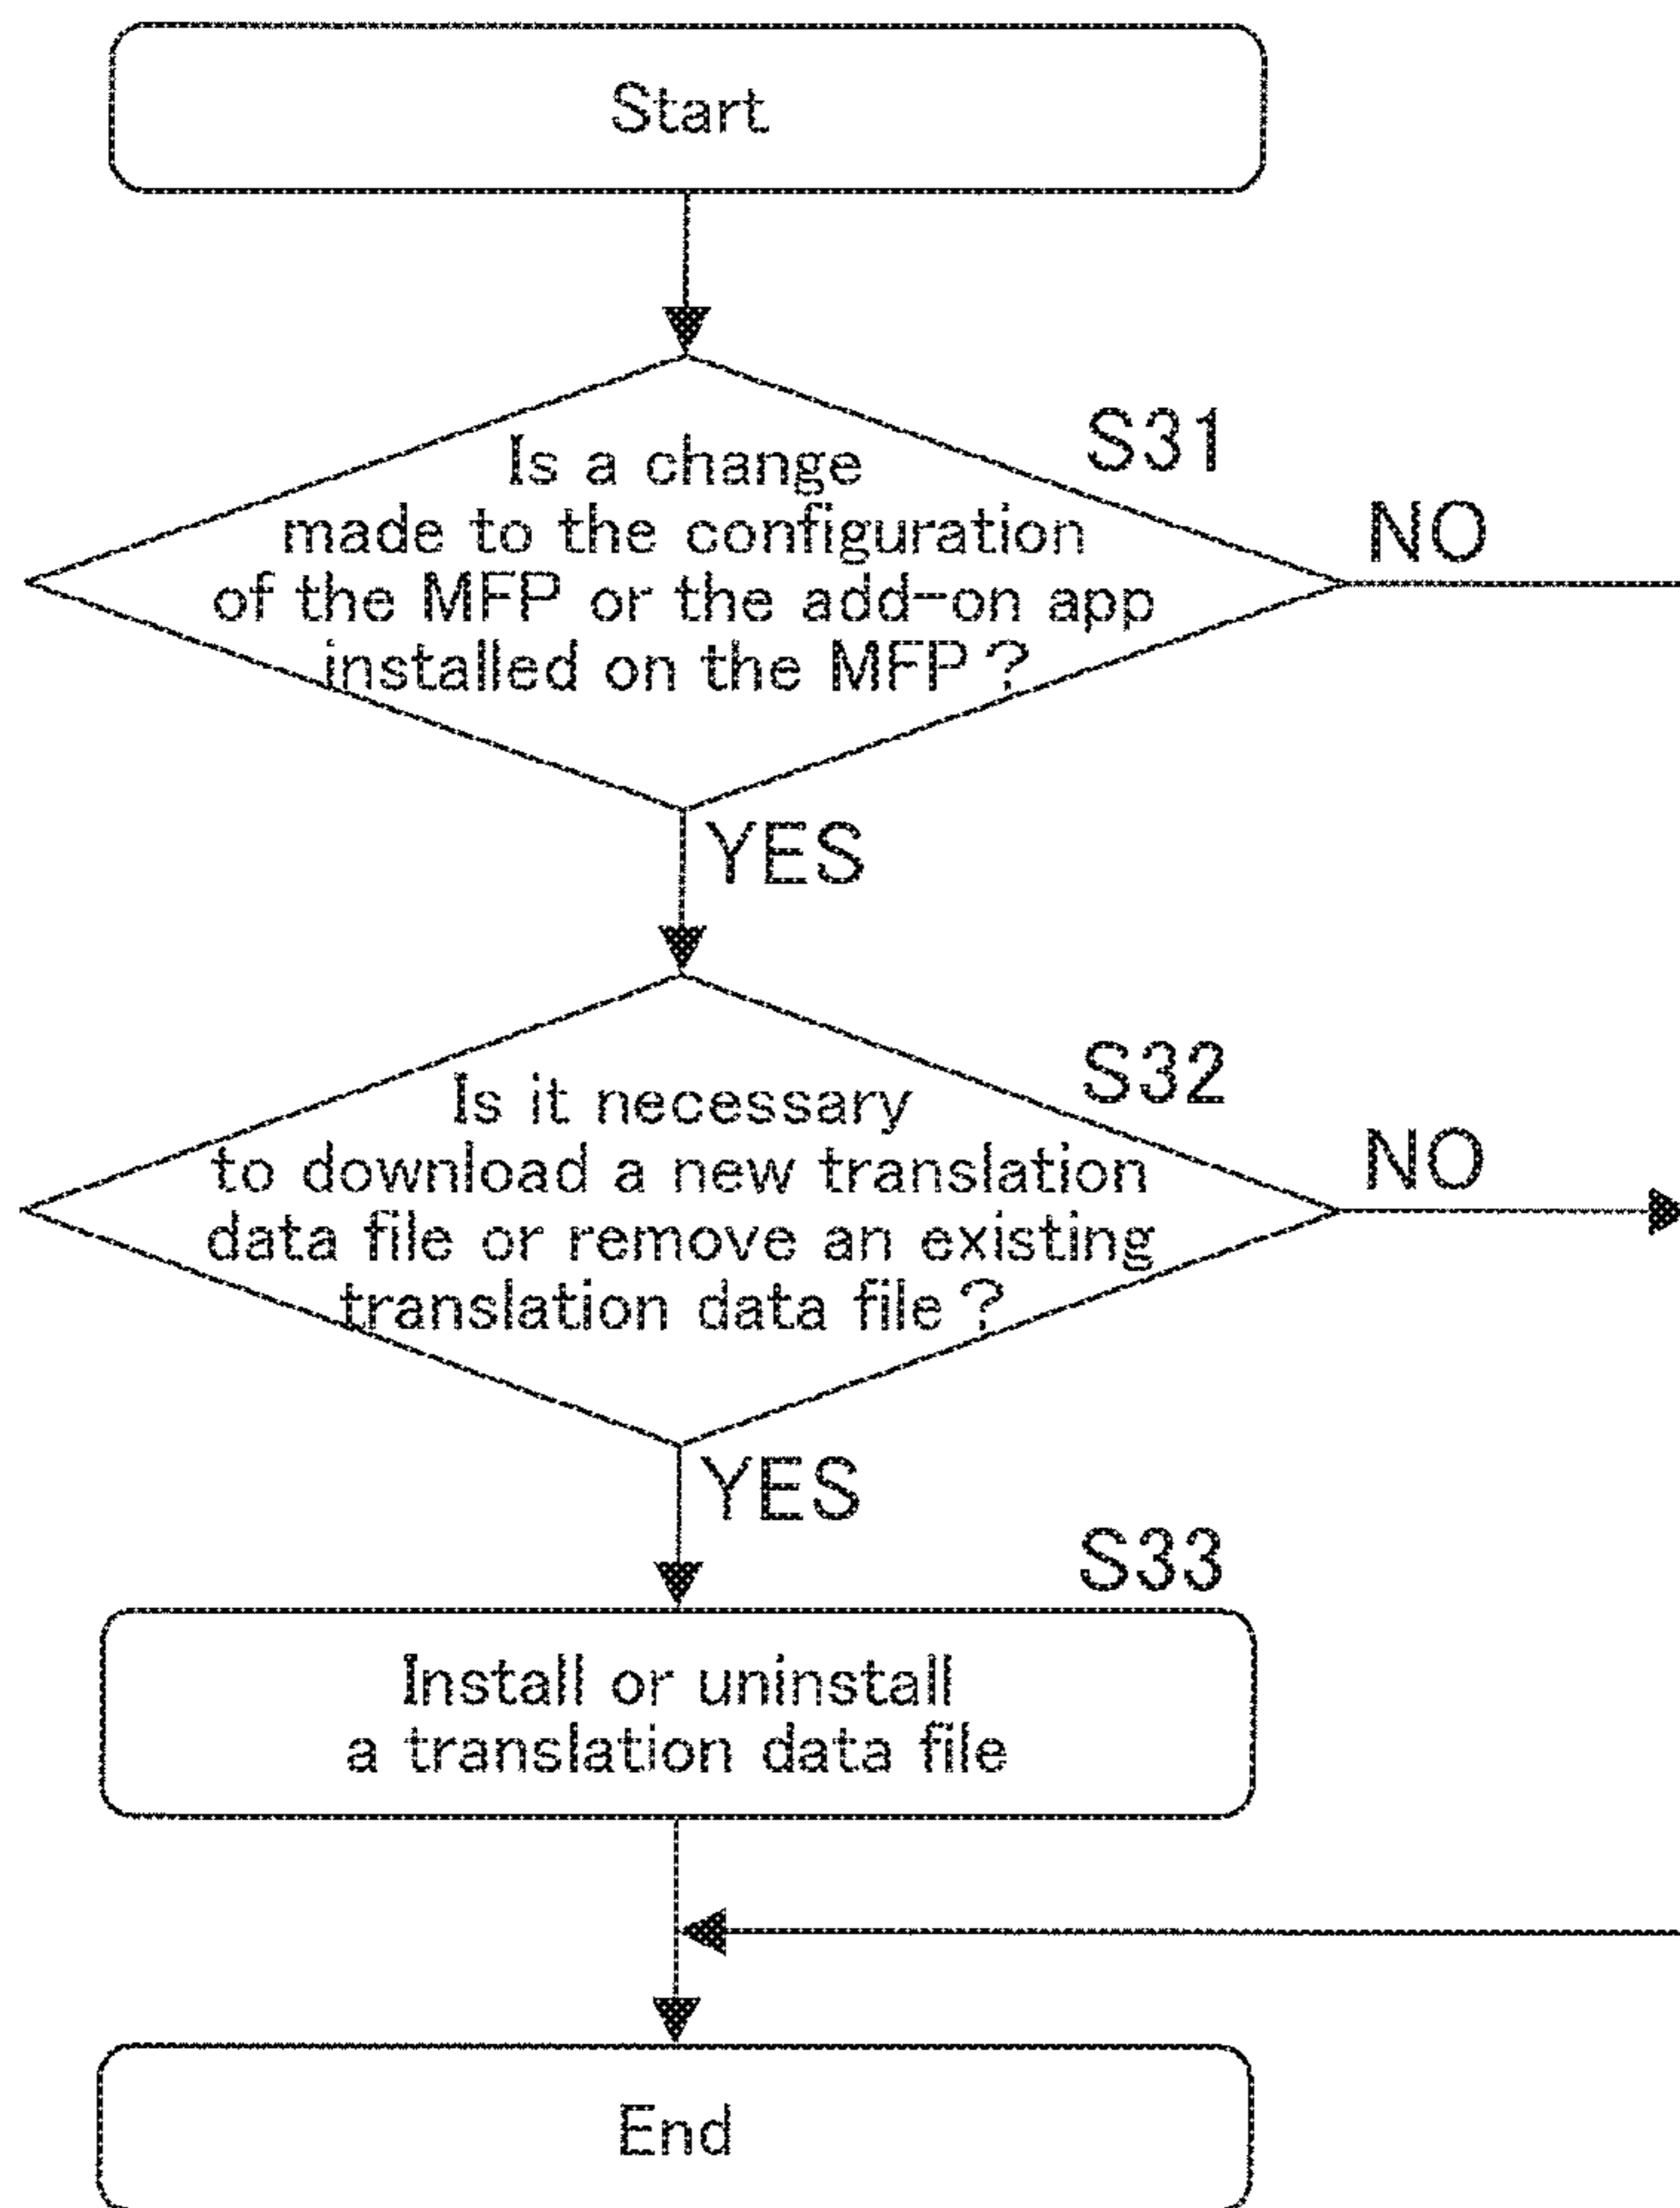 Start
S31
Is a change
made to the configuration
of the MFP or the add-on app
installed on the MFP?
NO
YES
S32
Is it necessary
to download a new translation
data file or remove an existing
translation data file?
NO
YES
S33
Install or uninstall
a translation data file
End